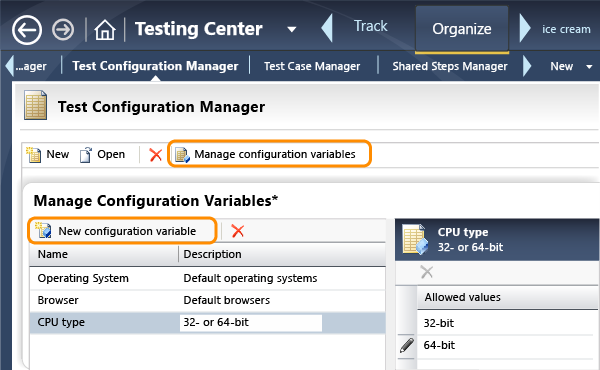 Testing Center Track Organize ice cream
...ager Test Configuration Manager Test Case Manager Shared Steps Manager New
Test Configuration Manager
New Open Manage configuration variables
Manage Configuration Variables*
New configuration variable
Name Description
Operating System Default operating systems
Browser Default browsers
CPU type 32- or 64-bit
CPU type
32- or 64-bit
Allowed values
32-bit
64-bit